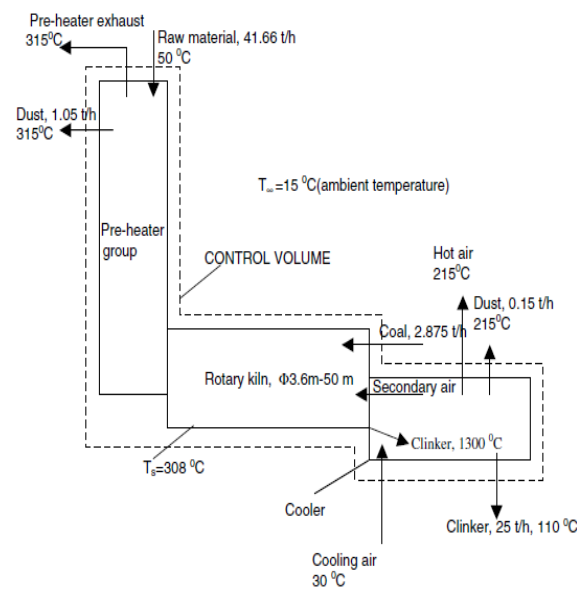 Pre-heater exhaust
315⁰C
Raw material, 41.66 t/h
50 ⁰C
Dust, 1.05 t/h
315⁰C
T∞=15 ⁰C(ambient temperature)
Pre-heater
group
CONTROL VOLUME
Hot air
215⁰C
Dust, 0.15 t/h
215⁰C
Coal, 2.875 t/h
Rotary kiln, Φ3.6m-50 m
Secondary air
Clinker, 1300 ⁰C
Ts=308 ⁰C
Cooler
Clinker, 25 t/h, 110 ⁰C
Cooling air
30 ⁰C